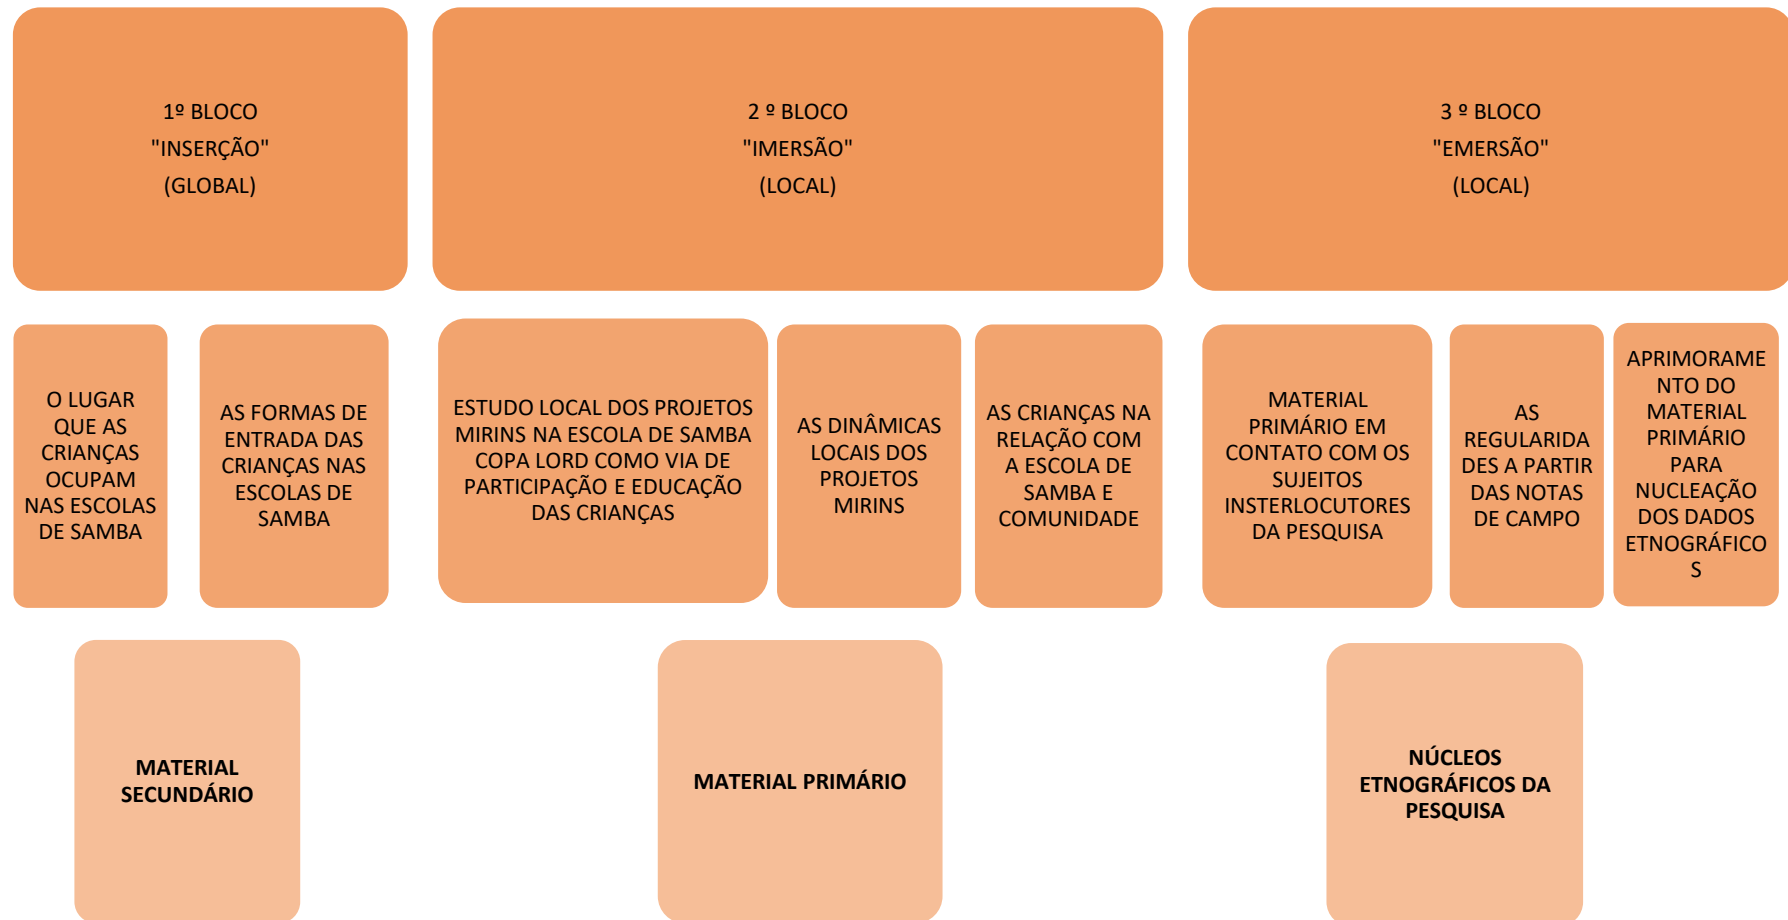 1º BLOCO
"INSERÇÃO"
(GLOBAL)
2 º BLOCO
"IMERSÃO"
(LOCAL)
3 º BLOCO
"EMERSÃO"
(LOCAL)
O LUGAR
QUE AS
CRIANÇAS
OCUPAM
NAS ESCOLAS
DE SAMBA
AS FORMAS DE
ENTRADA DAS
CRIANÇAS NAS
ESCOLAS DE
SAMBA
ESTUDO LOCAL DOS PROJETOS
MIRINS NA ESCOLA DE SAMBA
COPA LORD COMO VIA DE
PARTICIPAÇÃO E EDUCAÇÃO
DAS CRIANÇAS
AS DINÂMICAS
LOCAIS DOS
PROJETOS
MIRINS
AS CRIANÇAS NA
RELAÇÃO COM
A ESCOLA DE
SAMBA E
COMUNIDADE
MATERIAL
PRIMÁRIO EM
CONTATO COM OS
SUJEITOS
INSTERLOCUTORES
DA PESQUISA
AS
REGULARIDA
DES A PARTIR
DAS NOTAS
DE CAMPO
APRIMORAME
NTO DO
MATERIAL
PRIMÁRIO
PARA
NUCLEAÇÃO
DOS DADOS
ETNOGRÁFICO
S
MATERIAL
SECUNDÁRIO
MATERIAL PRIMÁRIO
NÚCLEOS
ETNOGRÁFICOS DA
PESQUISA